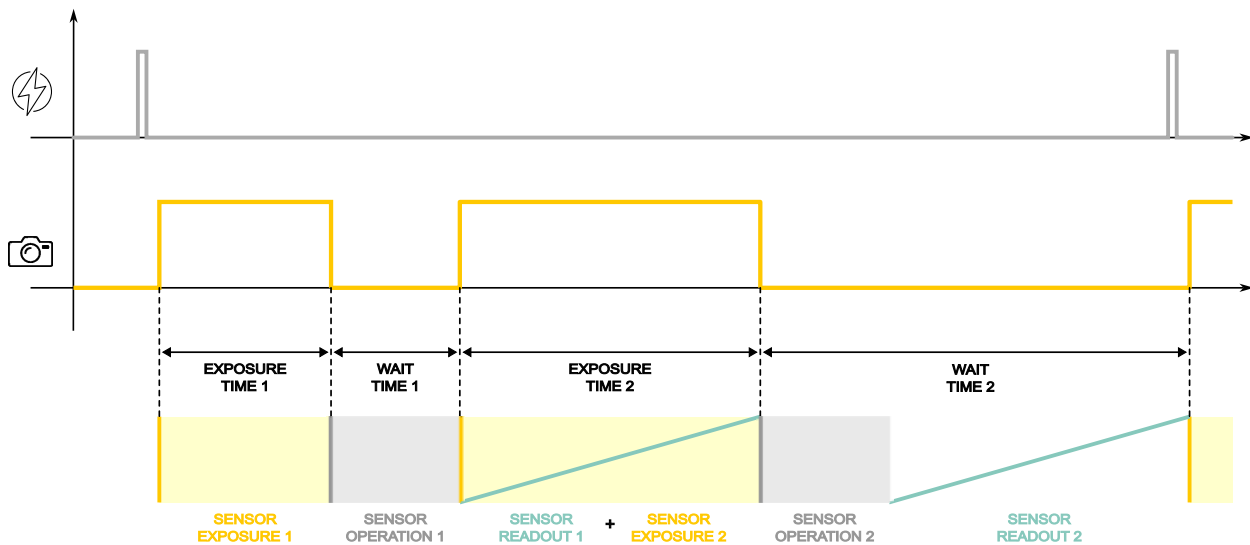 EXPOSURE
TIME 1
WAIT
TIME 1
EXPOSURE
TIME 2
WAIT
TIME 2
SENSOR
EXPOSURE 1
SENSOR
OPERATION 1
SENSOR
READOUT 1
+
SENSOR
EXPOSURE 2
SENSOR
OPERATION 2
SENSOR
READOUT 2